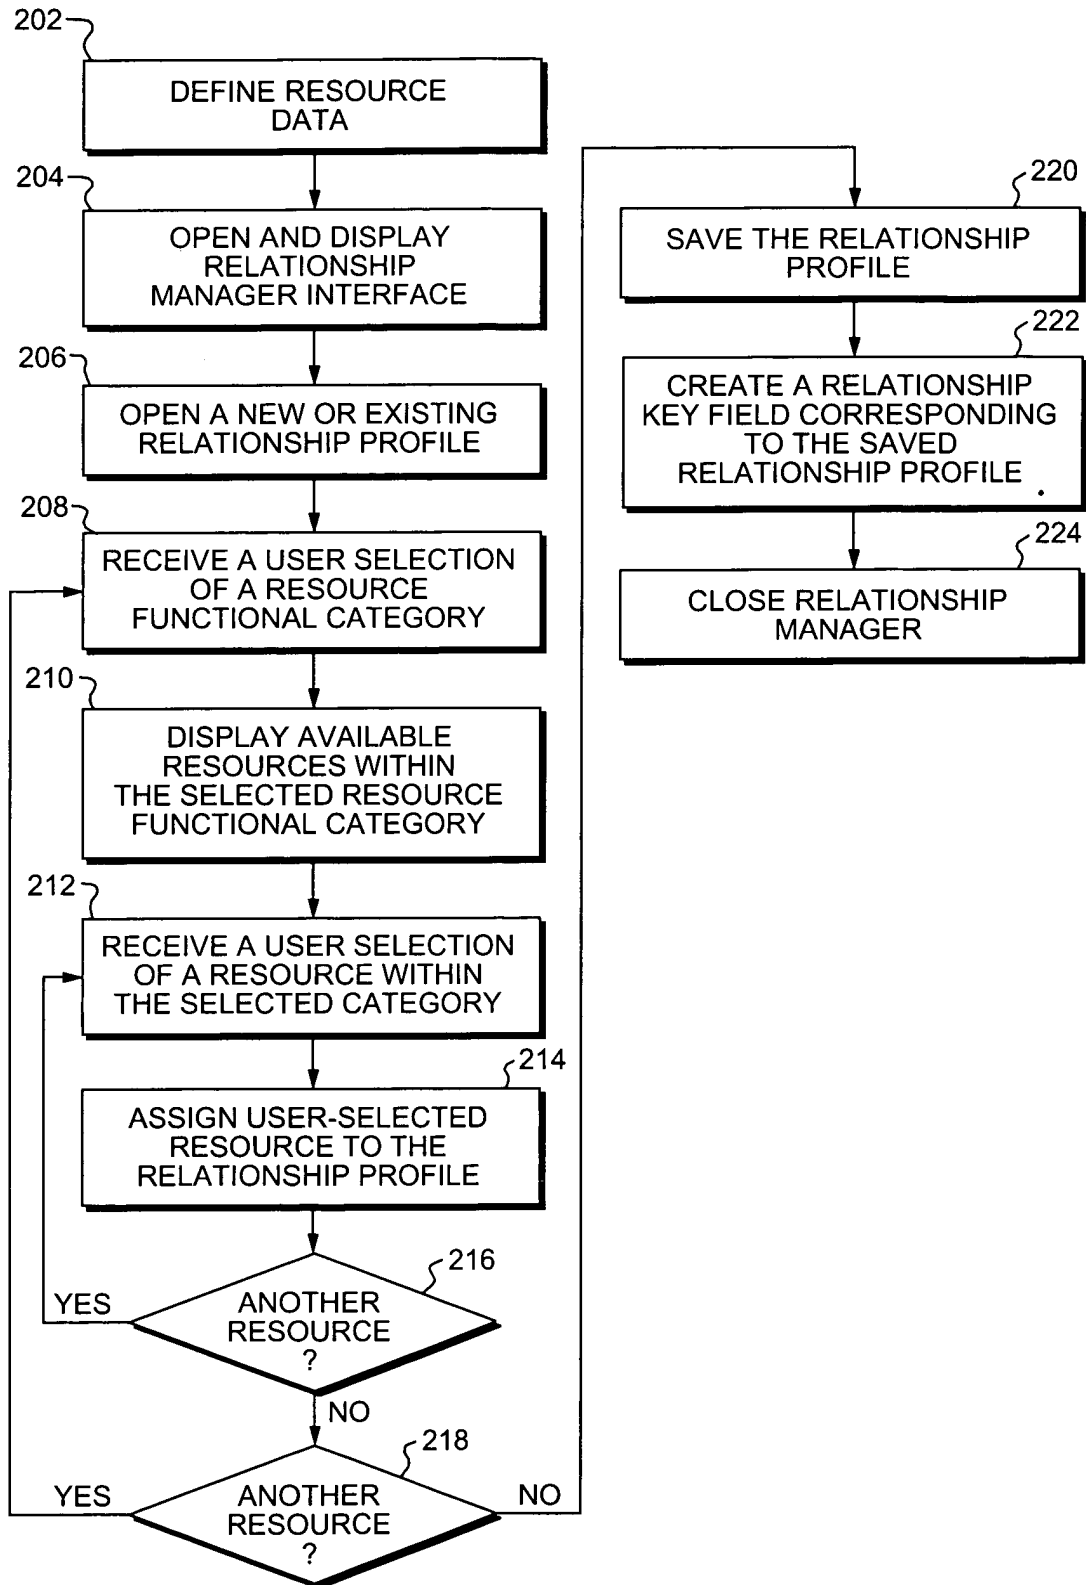 202
DEFINE RESOURCE
DATA
204
OPEN AND DISPLAY
RELATIONSHIP
MANAGER INTERFACE
206
OPEN A NEW OR EXISTING
RELATIONSHIP PROFILE
208
RECEIVE A USER SELECTION
OF A RESOURCE
FUNCTIONAL CATEGORY
210
DISPLAY AVAILABLE
RESOURCES WITHIN
THE SELECTED RESOURCE
FUNCTIONAL CATEGORY
212
RECEIVE A USER SELECTION
OF A RESOURCE WITHIN
THE SELECTED CATEGORY
214
ASSIGN USER-SELECTED
RESOURCE TO THE
RELATIONSHIP PROFILE
216
YES
ANOTHER
RESOURCE
?
NO
218
YES
ANOTHER
RESOURCE
?
NO
220
SAVE THE RELATIONSHIP
PROFILE
222
CREATE A RELATIONSHIP
KEY FIELD CORRESPONDING
TO THE SAVED
RELATIONSHIP PROFILE
224
CLOSE RELATIONSHIP
MANAGER